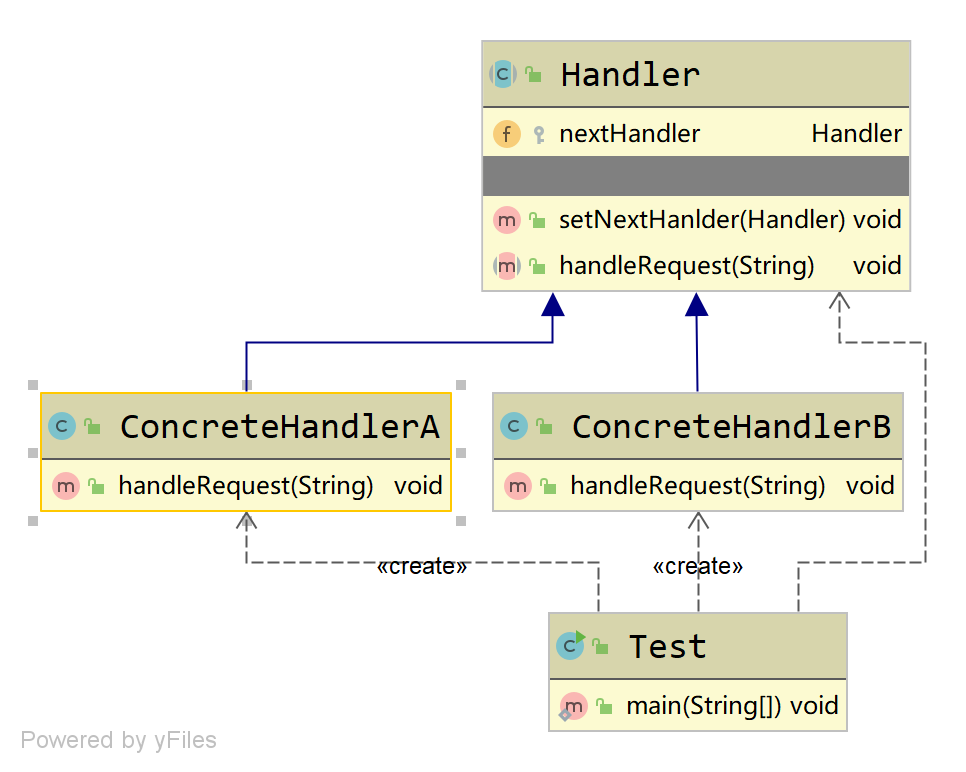 Handler
nextHandler Handler
setNextHanlder(Handler) void
handleRequest(String) void
ConcreteHandlerA
handleRequest(String) void
ConcreteHandlerB
handleRequest(String) void
«create»
«create»
Test
main(String[]) void
Powered by yFiles